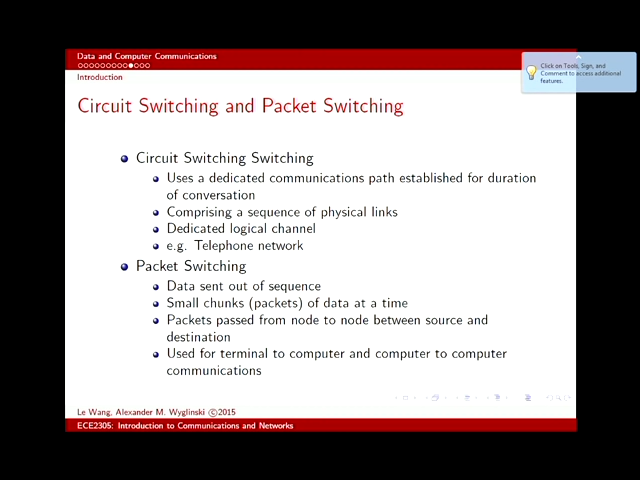 Data and Computer Communications
Introduction
Click on Tools, Sign, and
Comment to access additional
features.
Circuit Switching and Packet Switching
Circuit Switching Switching
Uses a dedicated communications path established for duration
of conversation
Comprising a sequence of physical links
Dedicated logical channel
e.g. Telephone network
Packet Switching
Data sent out of sequence
Small chunks (packets) of data at a time
Packets passed from node to node between source and
destination
Used for terminal to computer and computer to computer
communications
Le Wang, Alexander M. Wyglinski ©2015
ECE2305: Introduction to Communications and Networks